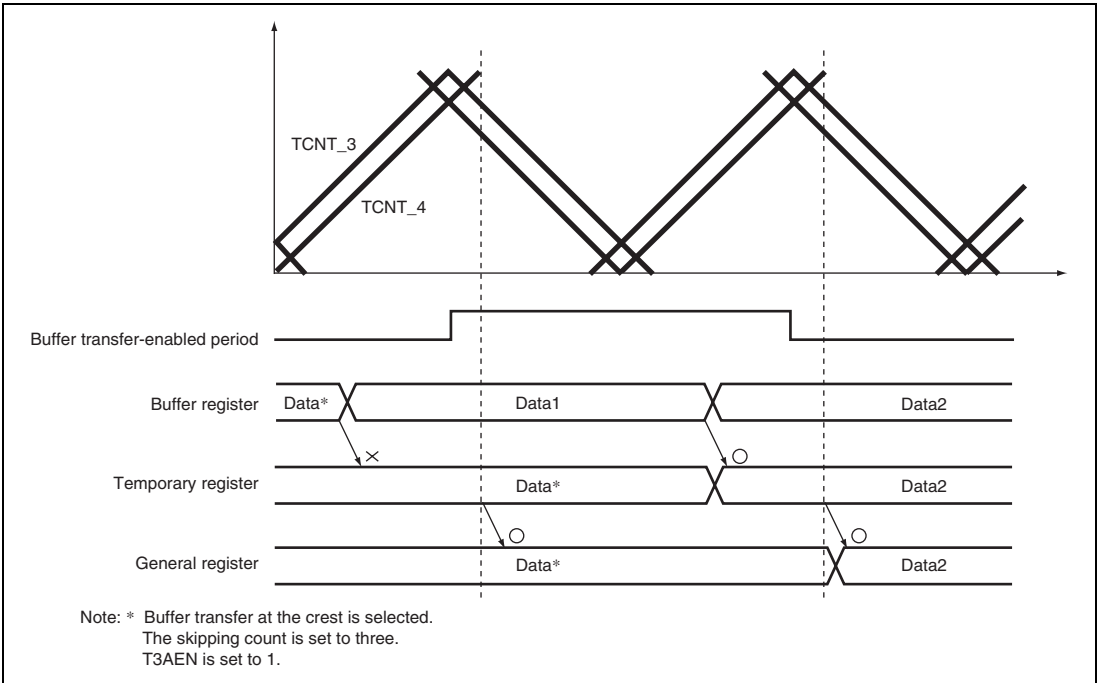 TCNT_3
TCNT_4
Buffer transfer-enabled period
Buffer register Data* Data1 Data2
Temporary register Data* Data2
General register Data* Data2
Note: * Buffer transfer at the crest is selected.
The skipping count is set to three.
T3AEN is set to 1.